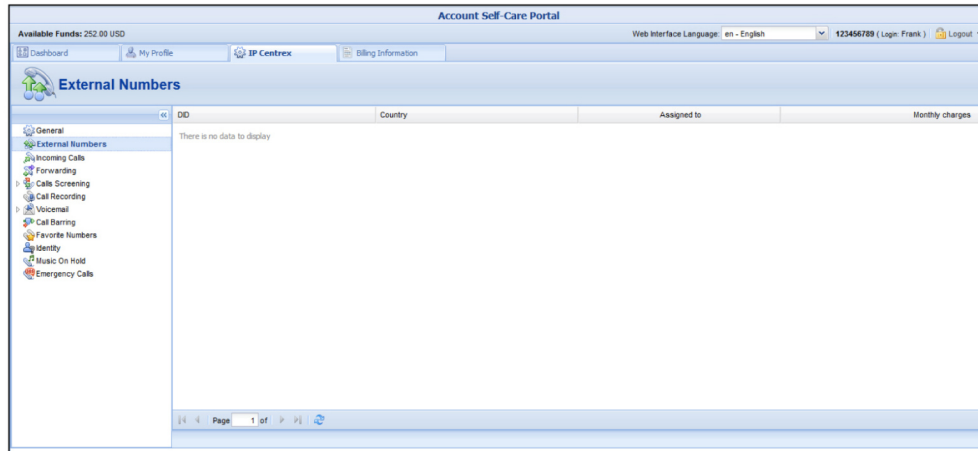 Account Self-Care Portal
Available Funds: 252.00 USD Web Interface Language: en - English 123456789 ( Login: Frank ) Logout
Dashboard My Profile IP Centrex Billing Information
External Numbers
DID Country Assigned to Monthly charges
General
There is no data to display
External Numbers
Incoming Calls
Forwarding
Calls Screening
Call Recording
Voicemail
Call Barring
Favorite Numbers
Identity
Music On Hold
Emergency Calls
Page 1 of